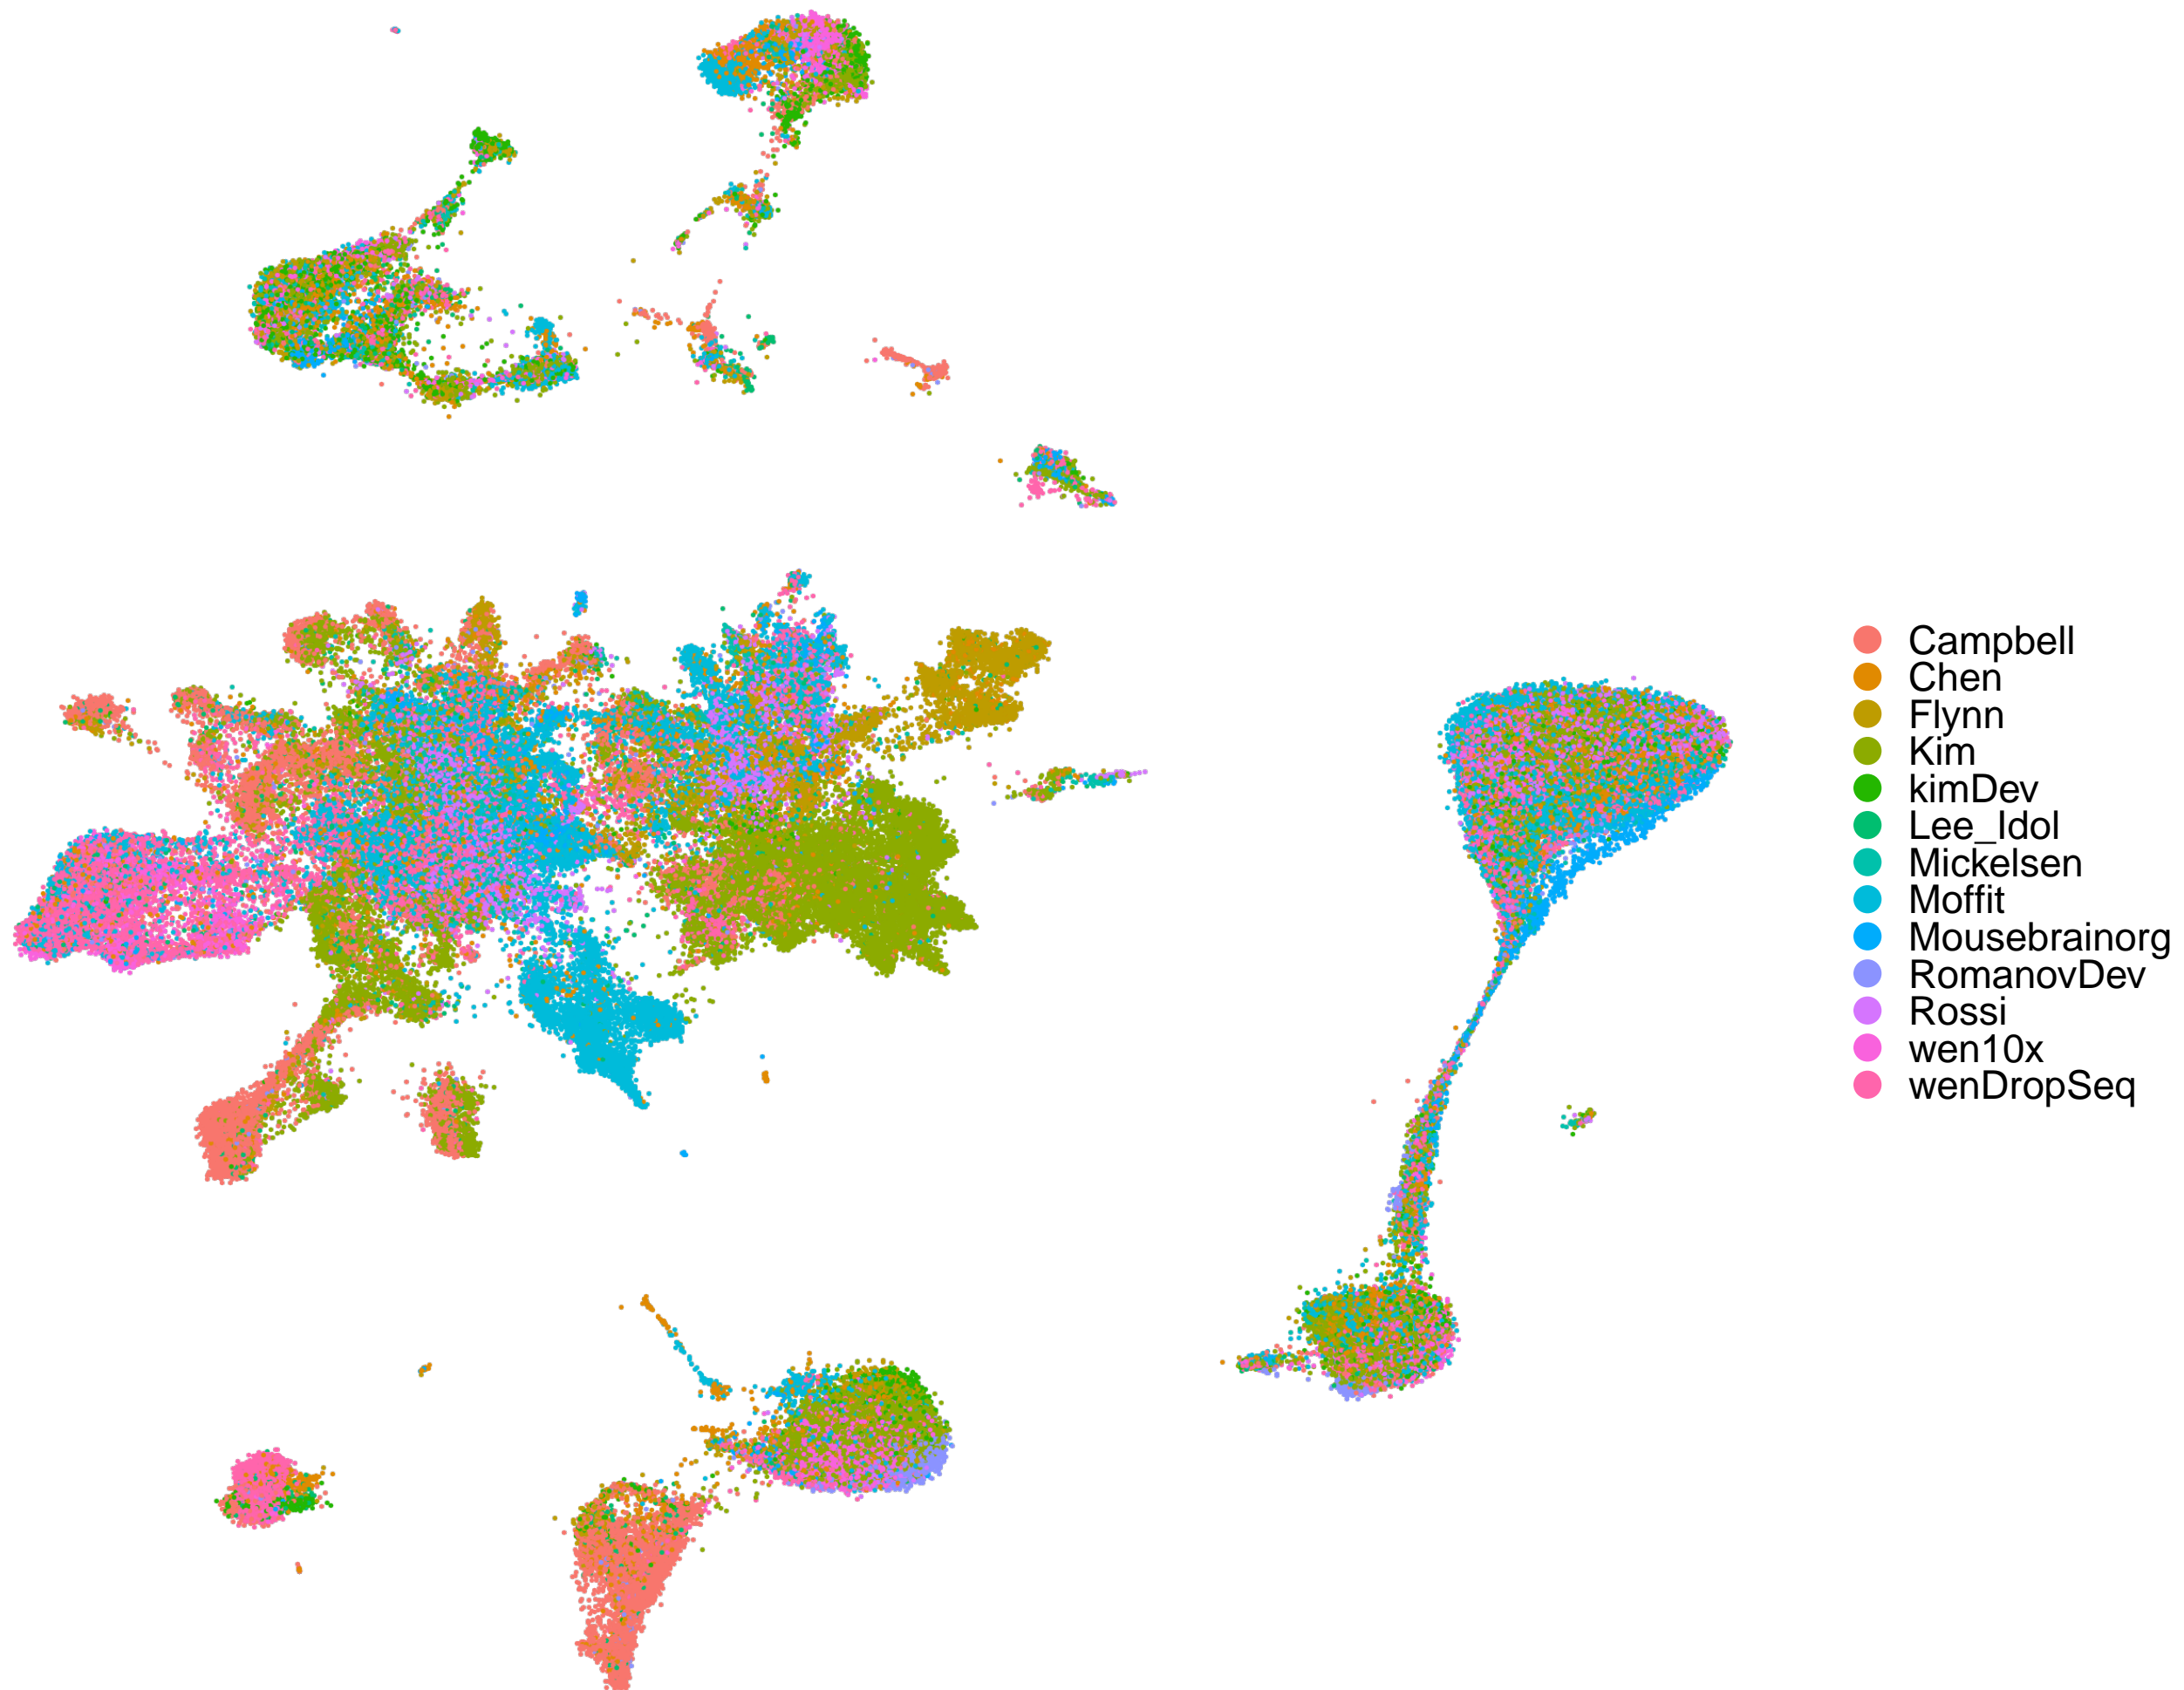 Campbell
Chen
Flynn
Kim
kimDev
Lee_Idol
Mickelsen
Moffit
Mousebrainorg
RomanovDev
Rossi
wen10x
wenDropSeq